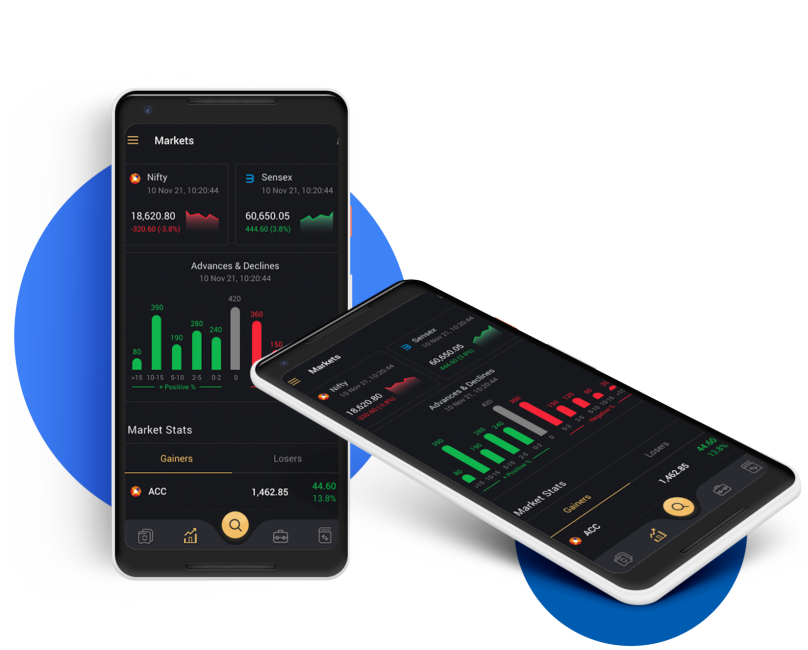 Markets
Nifty
10 Nov 21, 10:20:44
18,620.80
-320.60 (-3.8%)
Sensex
10 Nov 21, 10:20:44
60,650.05
444.60 (3.8%)
Advances & Declines
10 Nov 21, 10:20:44
80
390
190
280
240
420
360
150
>15 10-15 5-10 2-5 0-2 0
+ Positive %
Market Stats
Gainers Losers
ACC 1,462.85 44.60
13.8%
Markets
Nifty
10 Nov 21, 10:20:44
18,620.80
-320.60 (-3.8%)
Sensex
10 Nov 21, 10:20:44
60,650.05
444.60 (3.8%)
Advances & Declines
10 Nov 21, 10:20:44
80
390
190
280
240
420
360
>15 10-15 5-10 2-5 0-2 0 0-2 2-5 5-10 10-15 >15
+ Positive %
Negative %
Market Stats
Gainers Losers
ACC 1,462.85 44.60
13.8%